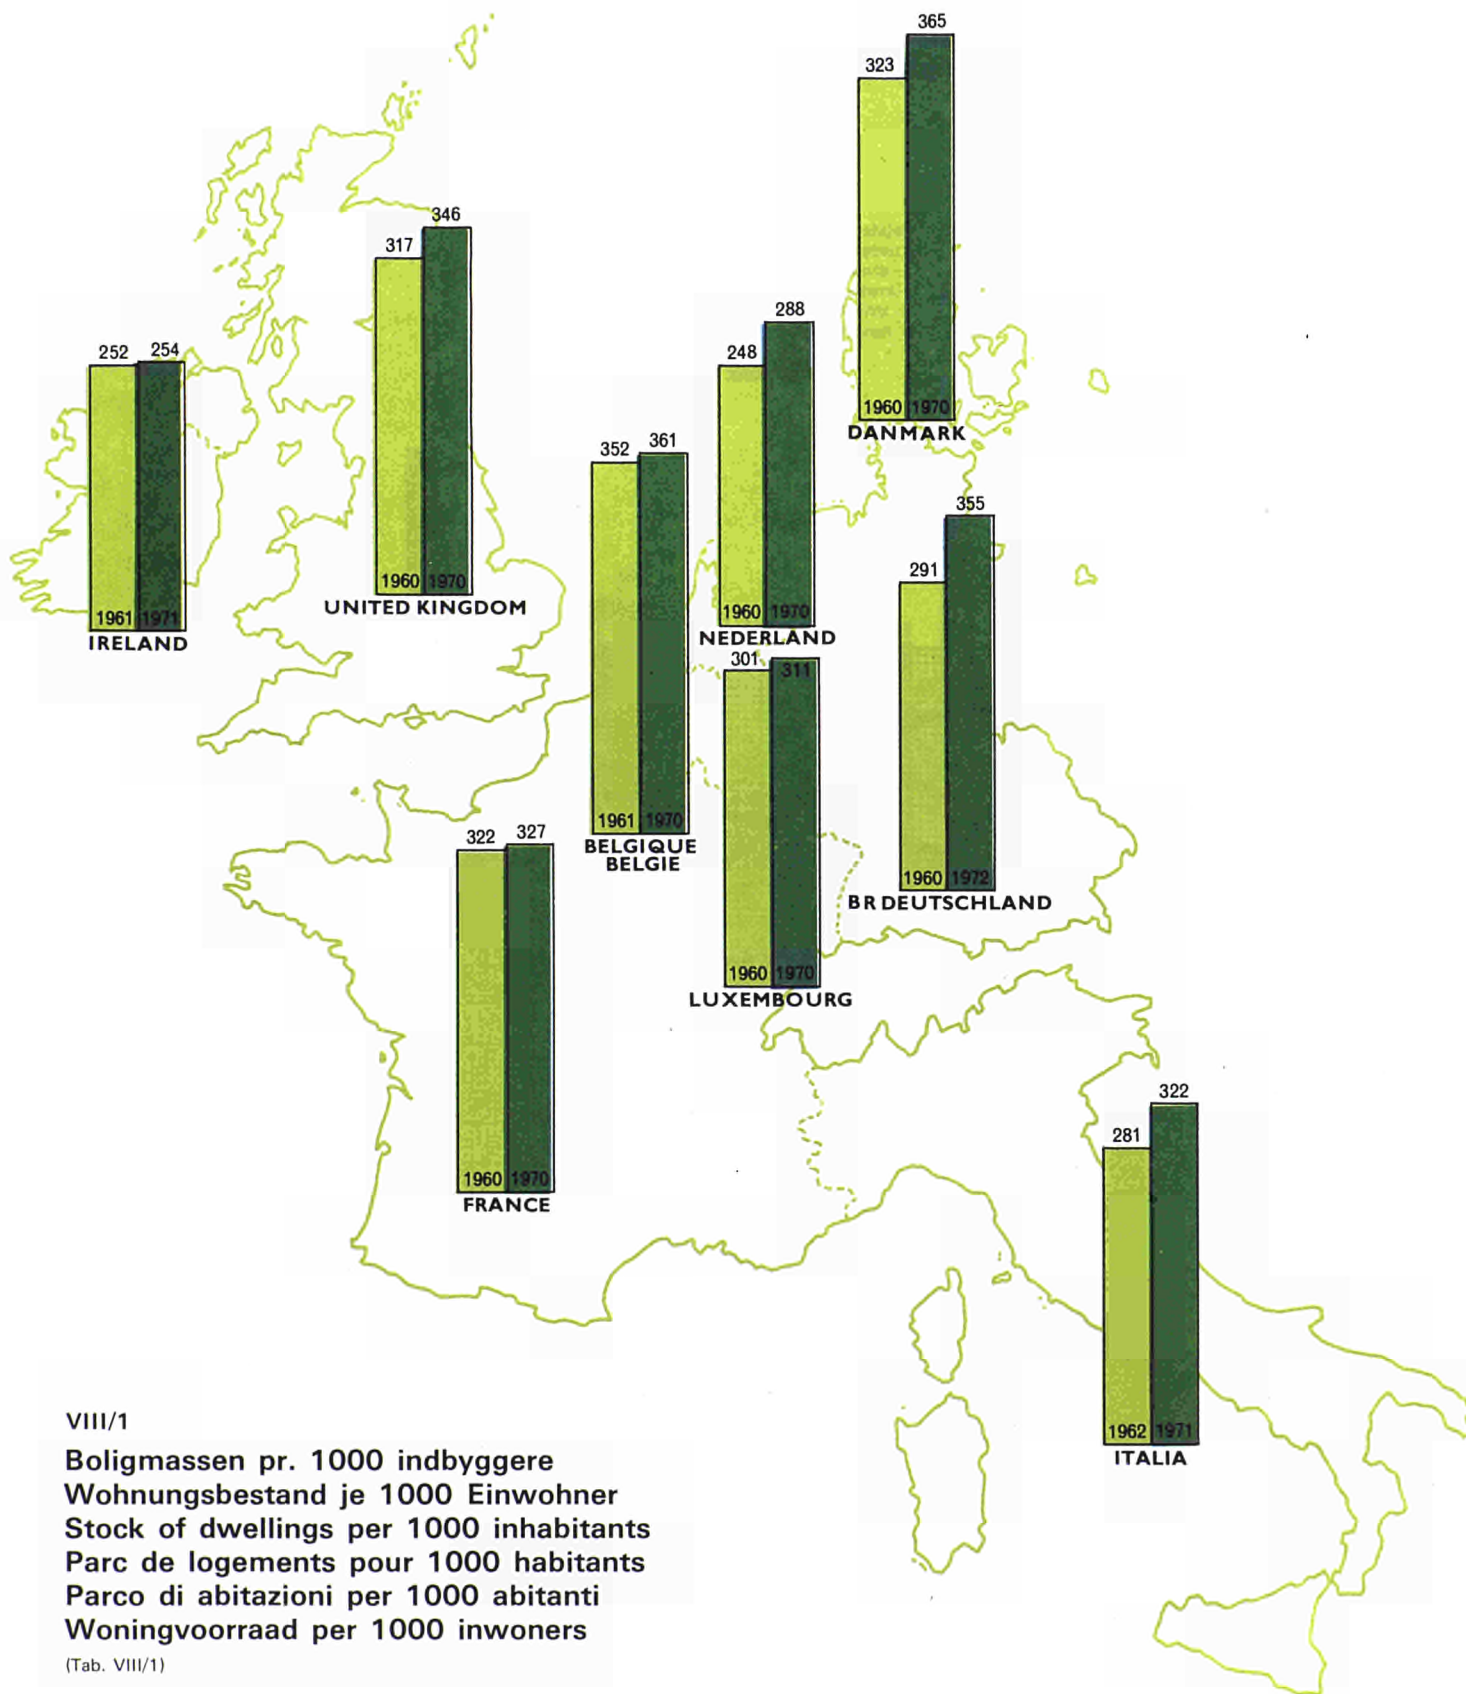 365
323
346
317
288
248
252
254
1960 1970
DANMARK
352
361
355
291
1960 1970
UNITED KINGDOM
1961 1971
IRELAND
1960 1970
NEDERLAND
301
311
1961 1970
BELGIQUE
BELGIE
322
327
1960 1972
BR DEUTSCHLAND
1960 1970
LUXEMBOURG
322
281
1960 1970
FRANCE
1962 1971
ITALIA
VIII/1
Boligmassen pr. 1000 indbyggere
Wohnungsbestand je 1000 Einwohner
Stock of dwellings per 1000 inhabitants
Parc de logements pour 1000 habitants
Parco di abitazioni per 1000 abitanti
Woningvoorraad per 1000 inwoners
(Tab. VIII/1)